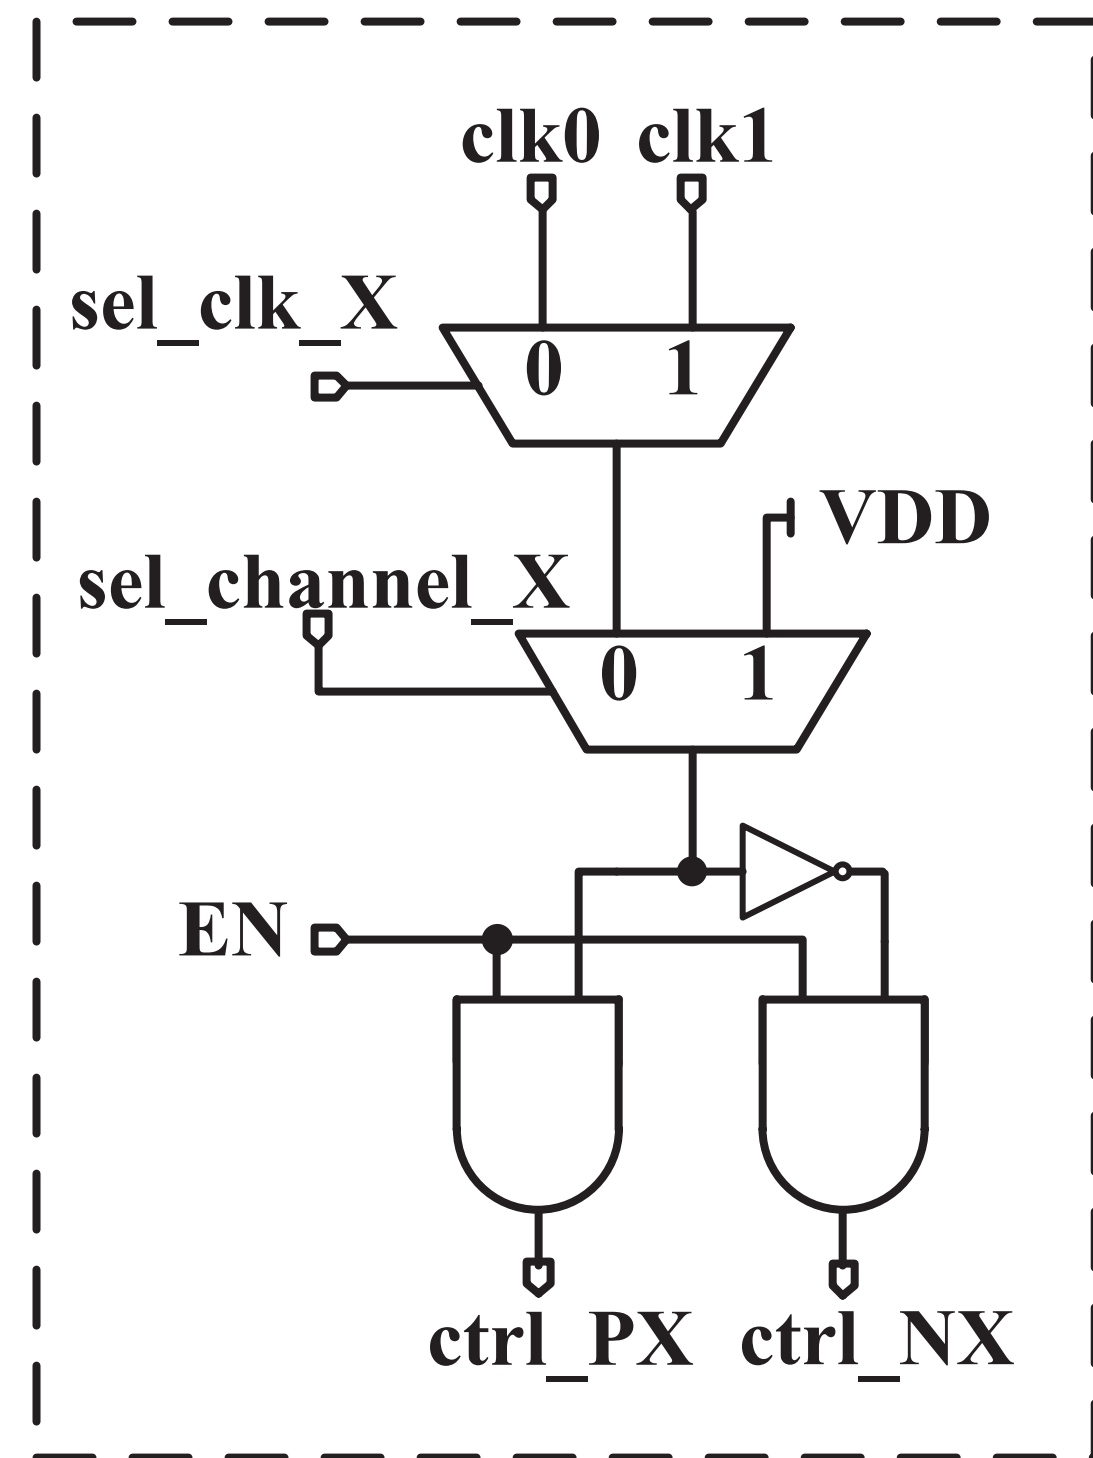 clk0 clk1
sel_clk_X
0 1
VDD
sel_channel_X
0 1
EN
ctrl_PX ctrl_NX